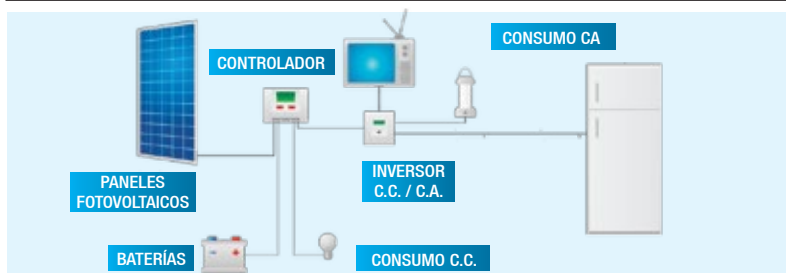 CONSUMO CA
CONTROLADOR
PANELES
FOTOVOLTAICOS
INVERSOR
C.C. / C.A.
BATERÍAS
CONSUMO C.C.